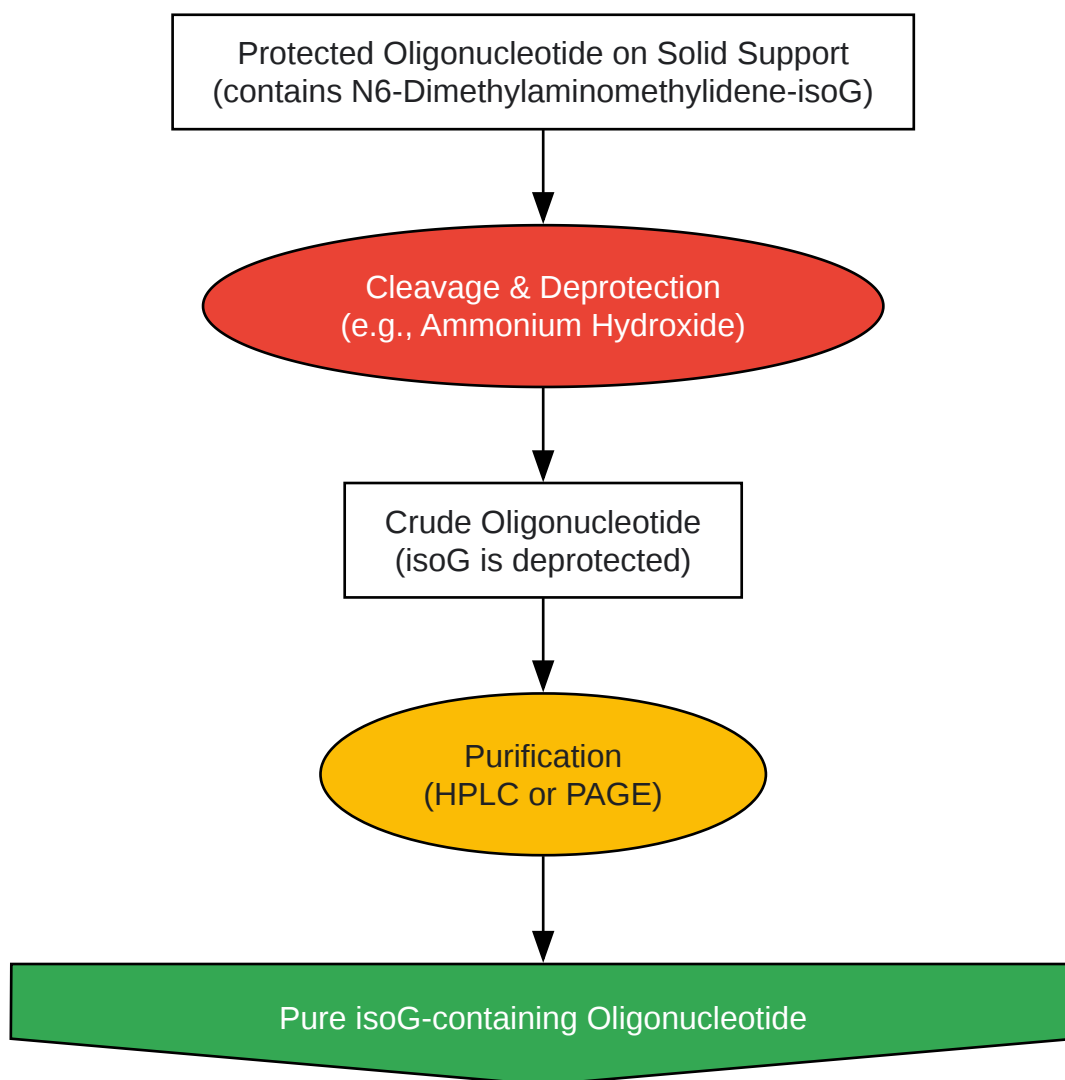 Protected Oligonucleotide on Solid Support
(contains N6-Dimethylaminomethylidene-isoG)
Cleavage & Deprotection
(e.g., Ammonium Hydroxide)
Crude Oligonucleotide
(isoG is deprotected)
Purification
(HPLC or PAGE)
Pure isoG-containing Oligonucleotide